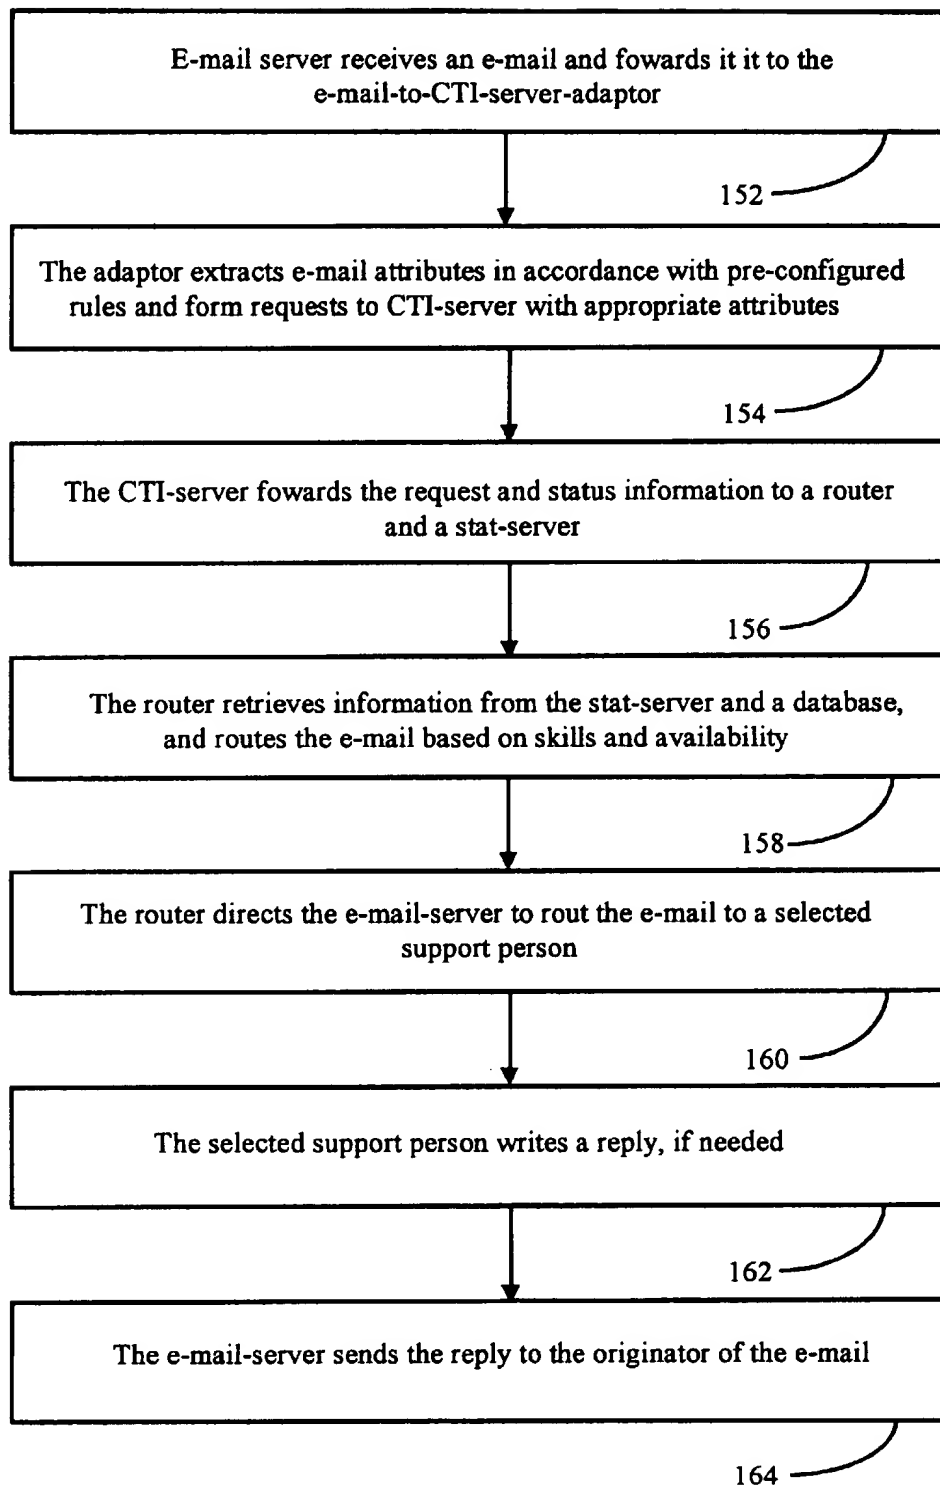 E-mail server receives an e-mail and fowards it it to the
e-mail-to-CTI-server-adaptor
152
The adaptor extracts e-mail attributes in accordance with pre-configured
rules and form requests to CTI-server with appropriate attributes
154
The CTI-server fowards the request and status information to a router
and a stat-server
156
The router retrieves information from the stat-server and a database,
and routes the e-mail based on skills and availability
158
The router directs the e-mail-server to rout the e-mail to a selected
support person
160
The selected support person writes a reply, if needed
162
The e-mail-server sends the reply to the originator of the e-mail
164